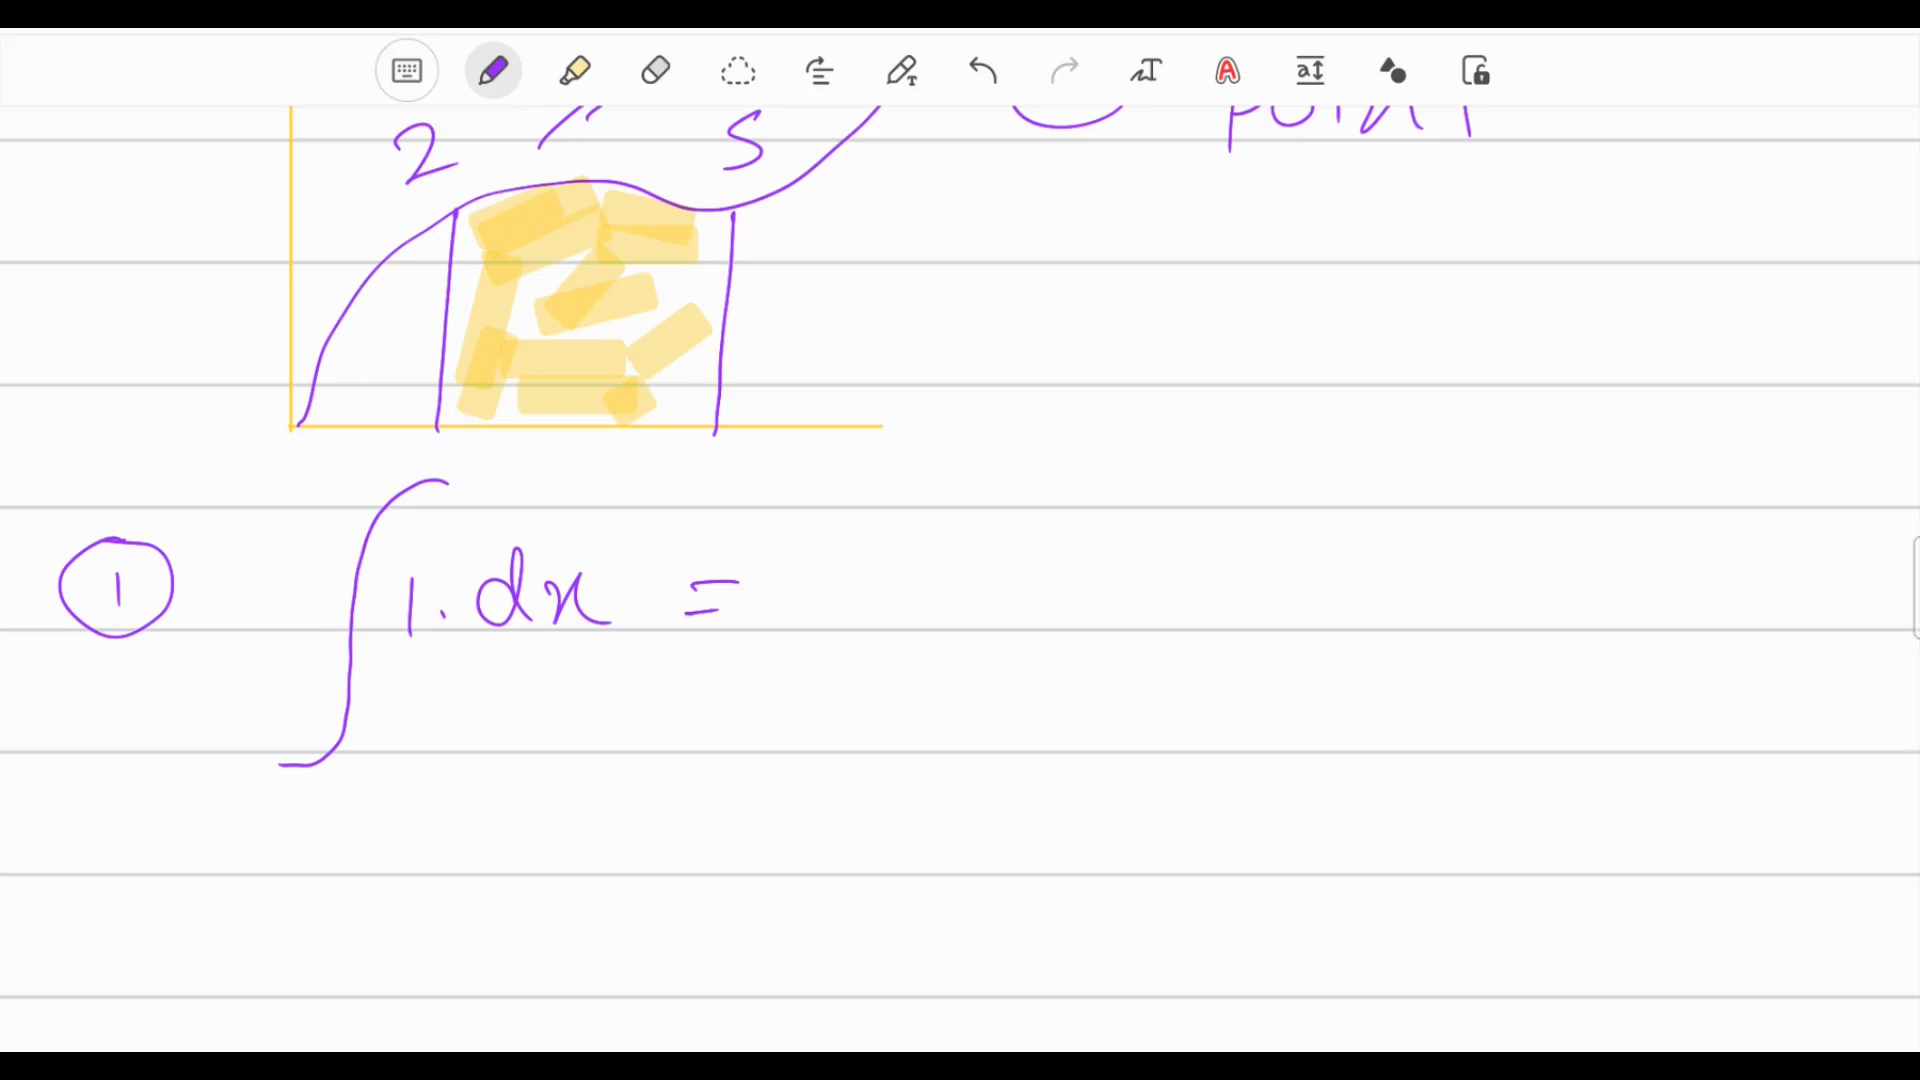 2 5
① ∫ 1. dx =